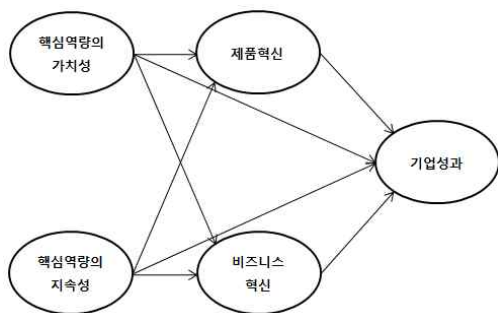 핵심역량의
가치성
제품혁신
기업성과
핵심역량의
지속성
비즈니스
혁신